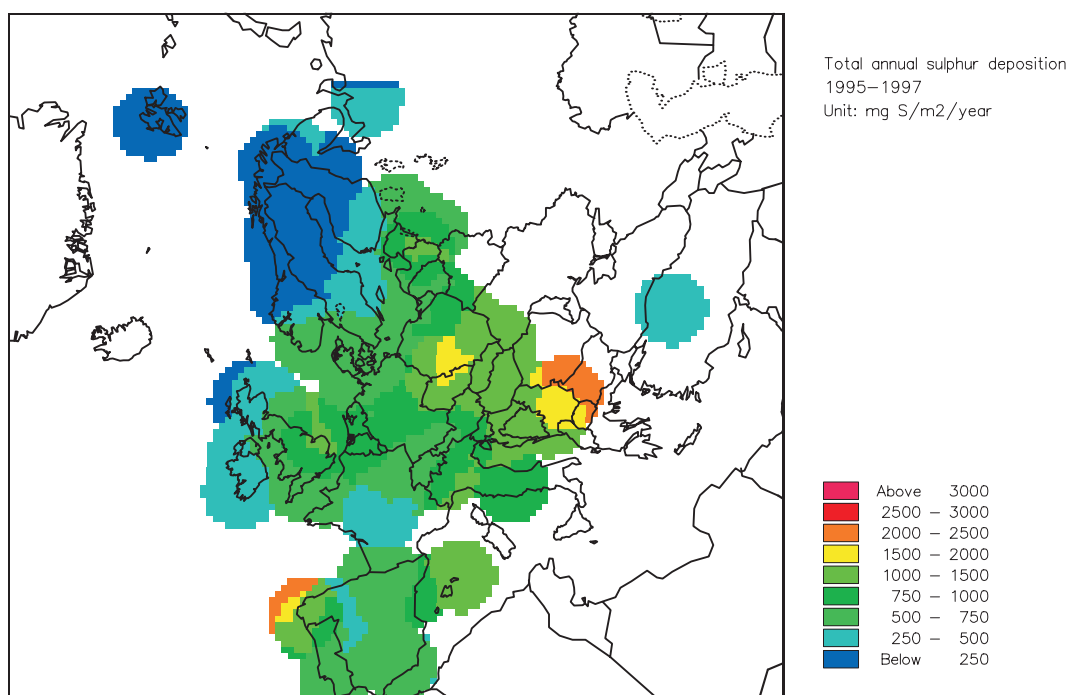 Total annual sulphur deposition
1995-1997
Unit: mg S/m2/year
Above 3000
2500 - 3000
2000 - 2500
1500 - 2000
1000 - 1500
750 - 1000
500 - 750
250 - 500
Below 250